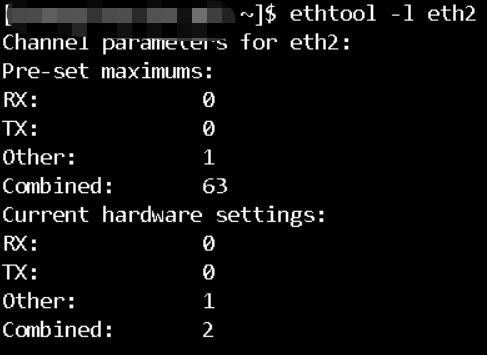 [ ~]$ ethtool -l eth2
Channel parameters for eth2:
Pre-set maximums:
RX: 0
TX: 0
Other: 1
Combined: 63
Current hardware settings:
RX: 0
TX: 0
Other: 1
Combined: 2